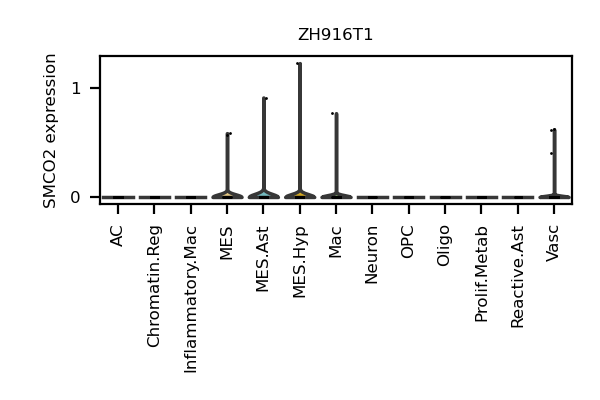 ZH916T1
SMCO2 expression
1
0
AC
Chromatin.Reg
Inflammatory.Mac
MES
MES.Ast
MES.Hyp
Mac
Neuron
OPC
Oligo
Prolif.Metab
Reactive.Ast
Vasc